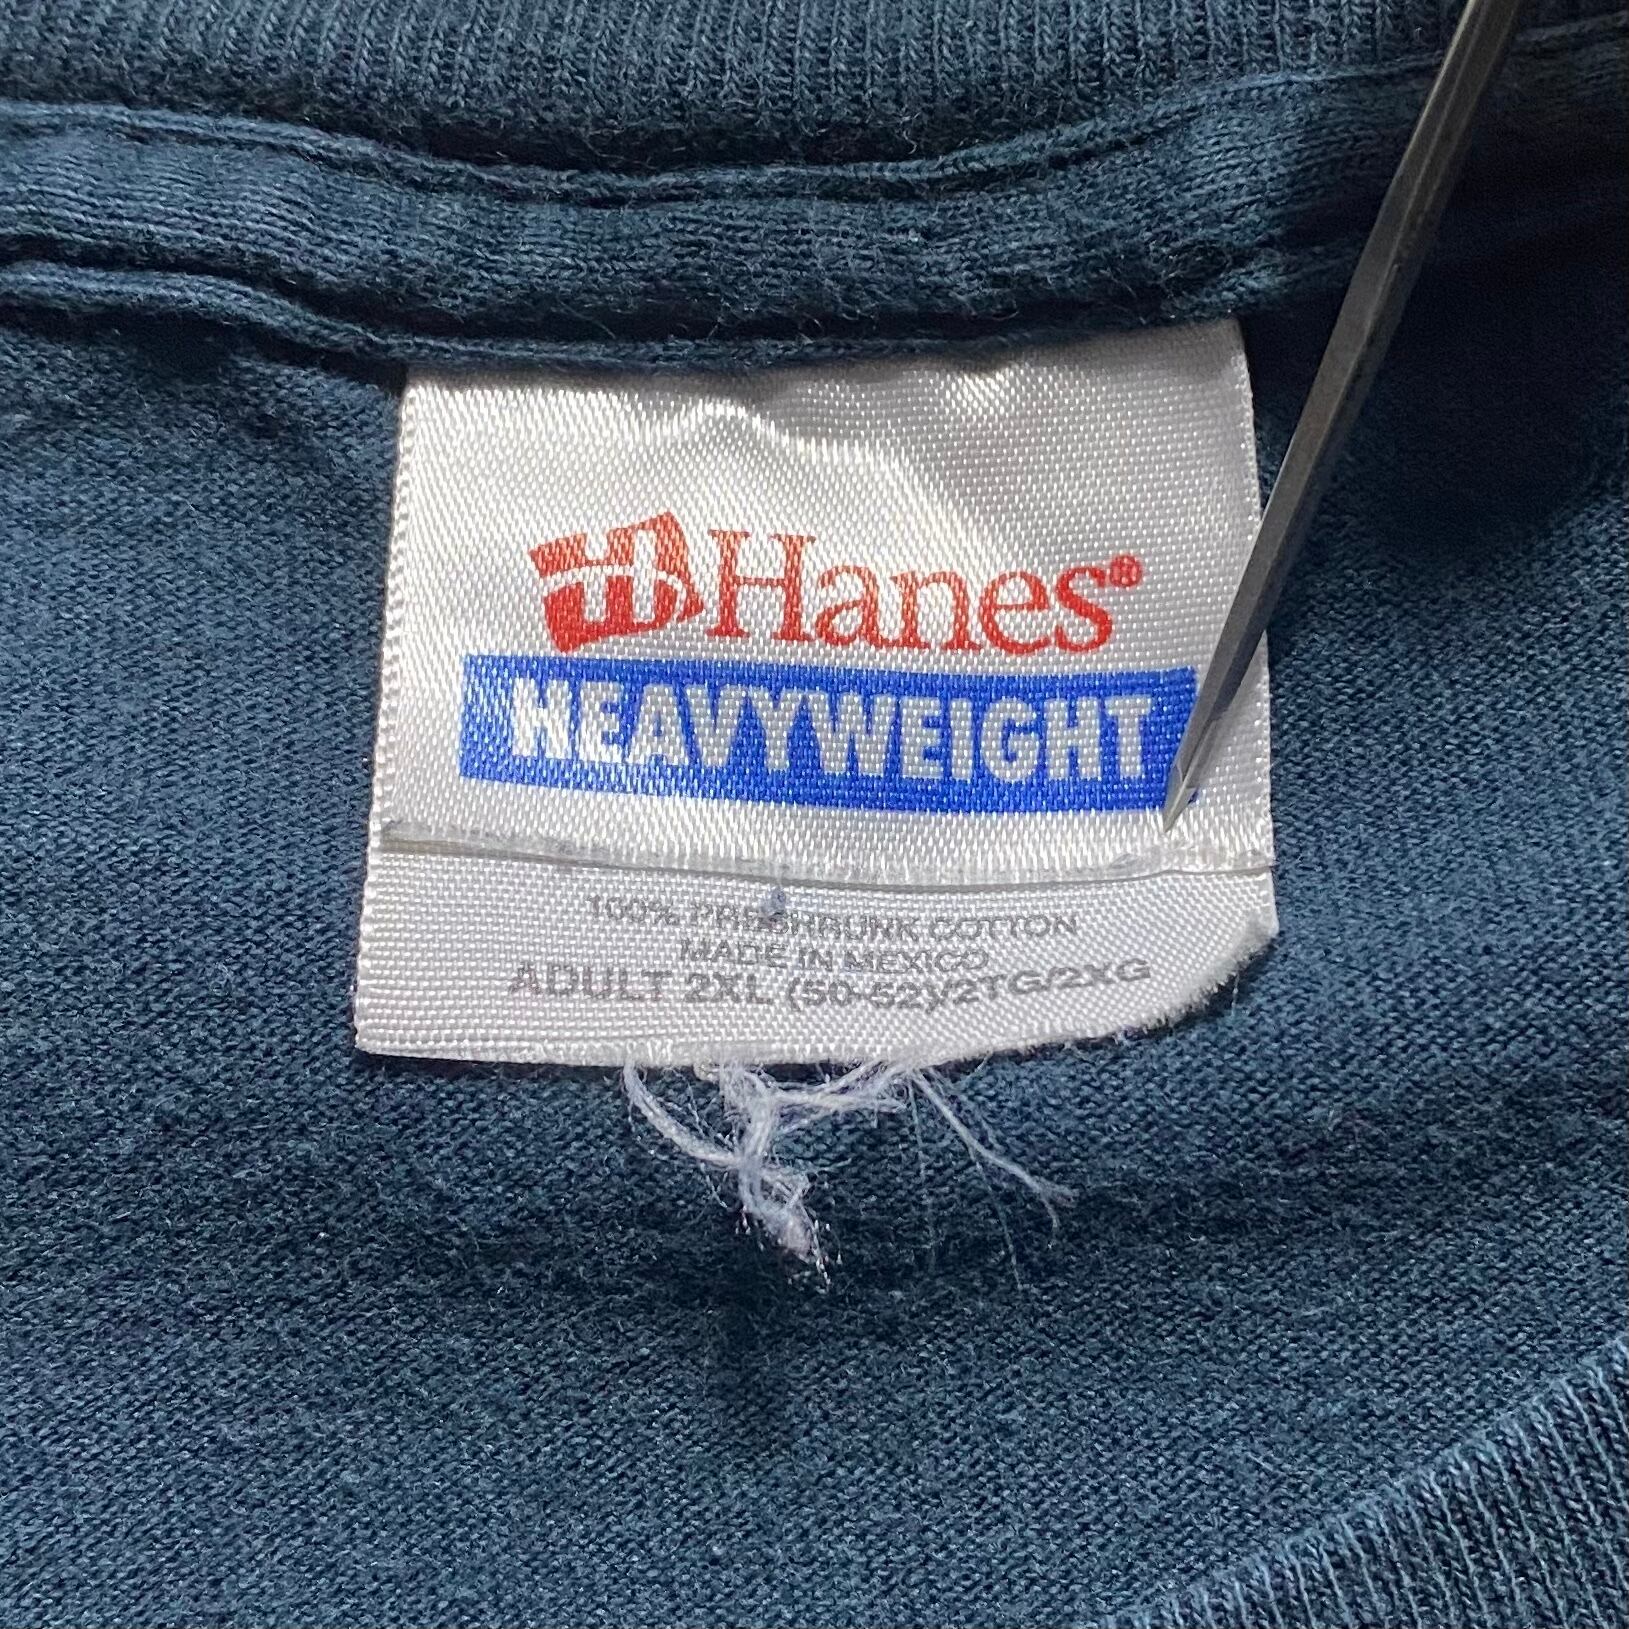 Hanes®
HEAVYWEIGHT
100% PRESHRUNK COTTON
MADE IN MEXICO
ADULT 2XL (50-52)/2TG/2XG